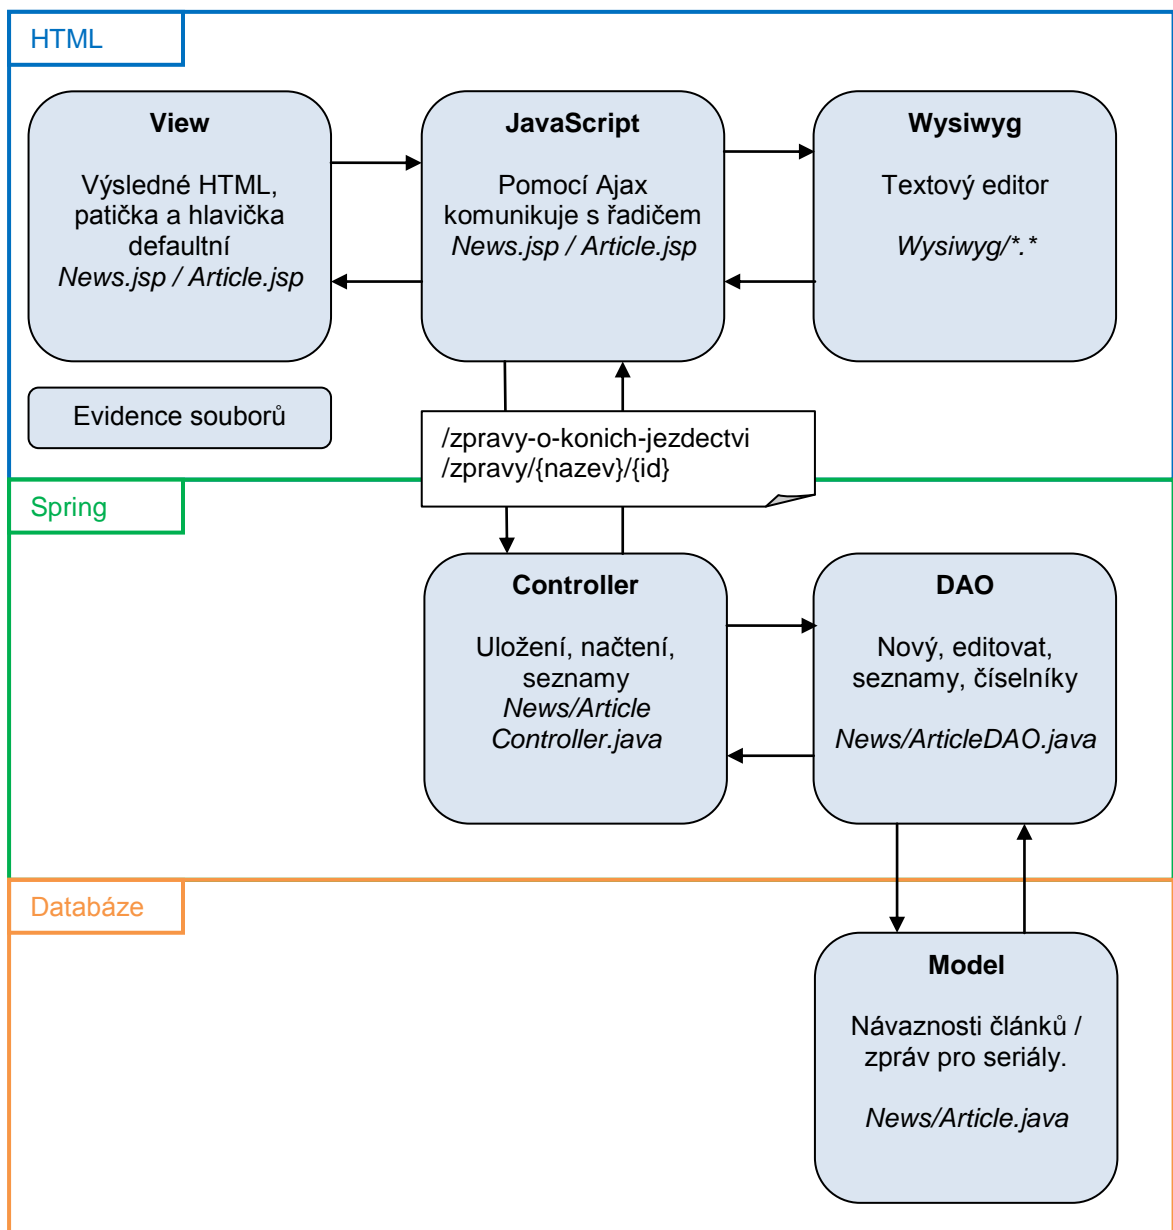 HTML
View
Výsledné HTML,
patička a hlavička
defaultní
News.jsp / Article.jsp
JavaScript
Pomocí Ajax
komunikuje s řadičem
News.jsp / Article.jsp
Wysiwyg
Textový editor
Wysiwyg/*.*
Evidence souborů
/zpravy-o-konich-jezdectvi
/zpravy/{nazev}/{id}
Spring
Controller
Uložení, načtení,
seznamy
News/Article
Controller.java
DAO
Nový, editovat,
seznamy, číselníky
News/ArticleDAO.java
Databáze
Model
Návaznosti článků /
zpráv pro seriály.
News/Article.java